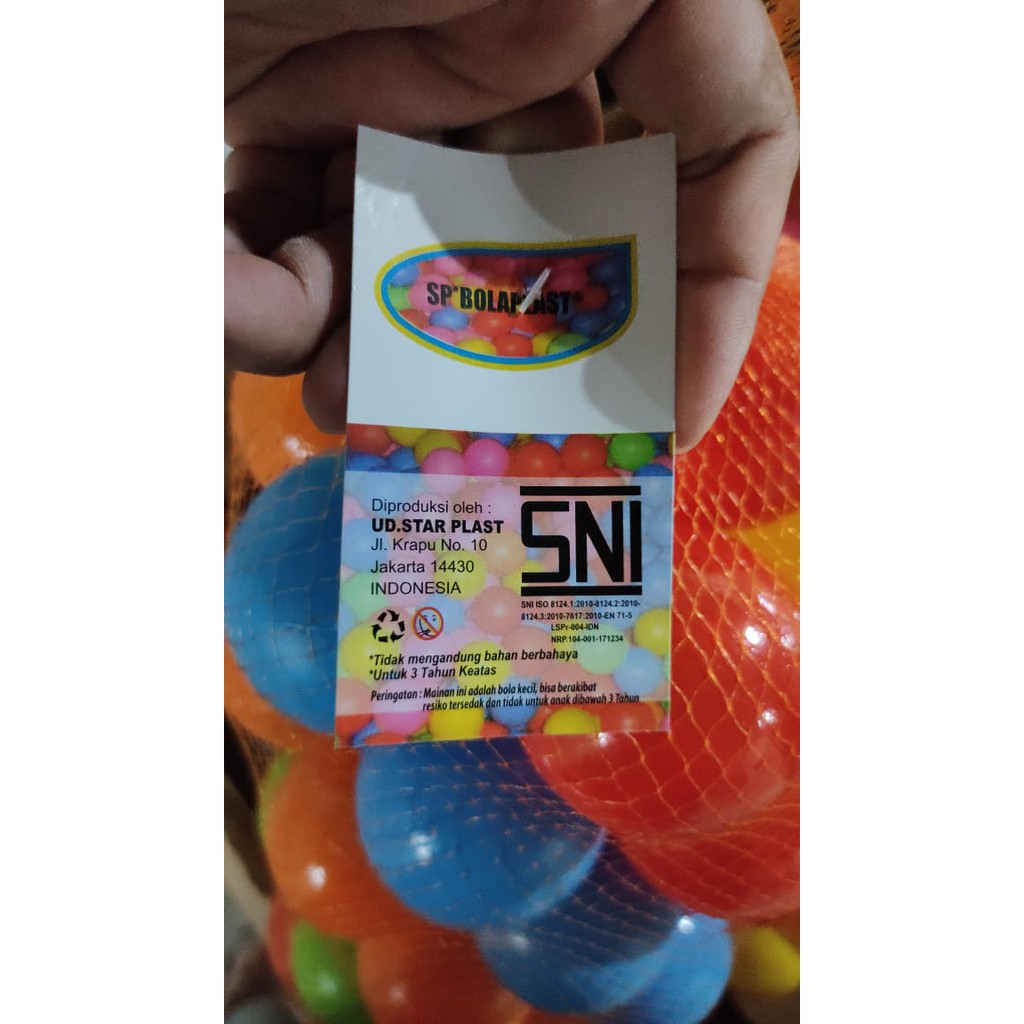 SP*BOLAPLAST®
Diproduksi oleh :
UD.STAR PLAST
Jl. Krapu No. 10
Jakarta 14430
INDONESIA
SNI
SNI ISO 8124.1:2010-8124.2:2010-
8124.3:2010-7617:2010-EN 71-5
LSPr-004-IDN
NRP.104-001-171234
*Tidak mengandung bahan berbahaya
*Untuk 3 Tahun Keatas
Peringatan : Mainan ini adalah bola kecil, bisa berakibat
resiko tersedak dan tidak untuk anak dibawah 3 Tahun